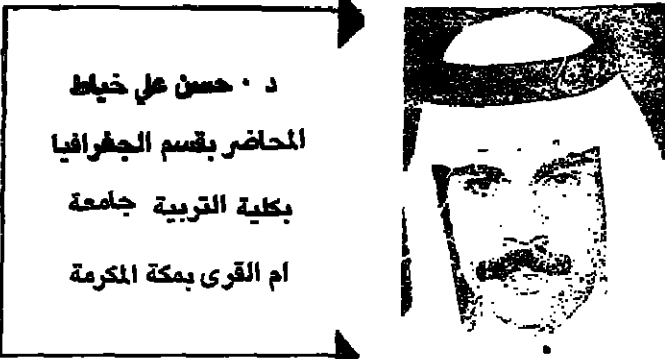 د . حسن علي خياط
المحاضر بقسم الجغرافيا
بكلية التربية جامعة
ام القرى بمكة المكرمة